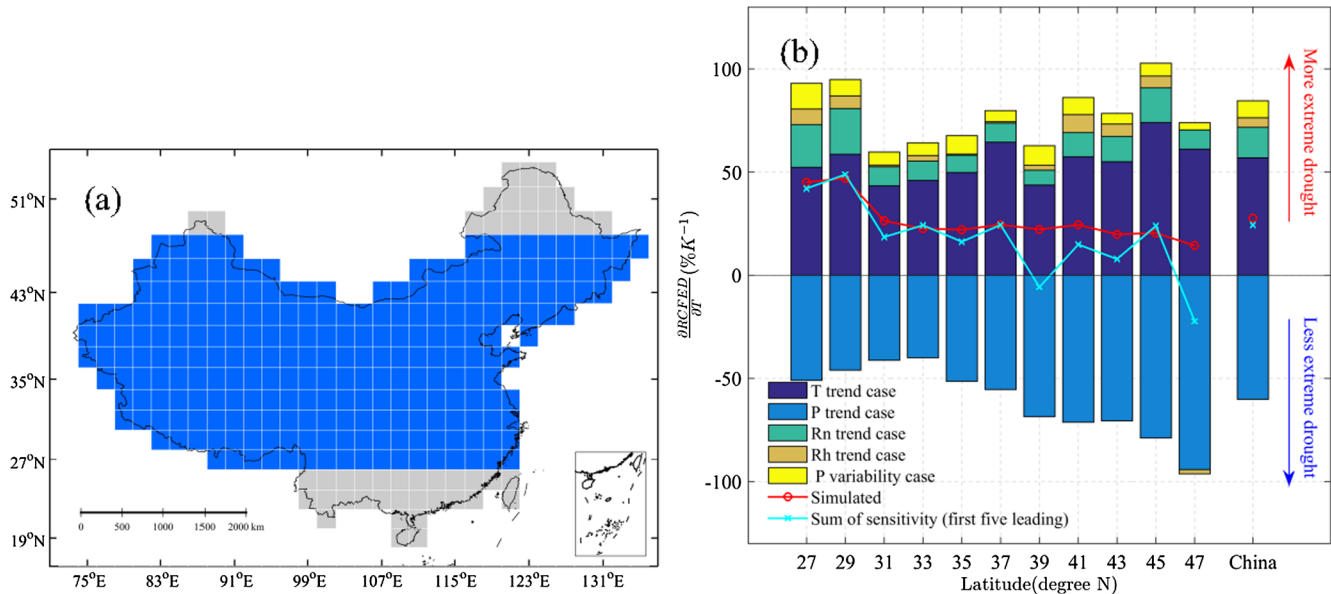 (a)
51°N
43°N
35°N
27°N
19°N
0 500 1000 1500 2000 km
75°E 83°E 91°E 99°E 107°E 115°E 123°E 131°E
(b)
100
50
0
-50
-100
∂RCFED/∂T (%K⁻¹)
T trend case
P trend case
Rn trend case
Rh trend case
P variability case
Simulated
Sum of sensitivity (first five leading)
More extreme drought
Less extreme drought
27 29 31 33 35 37 39 41 43 45 47 China
Latitude(degree N)